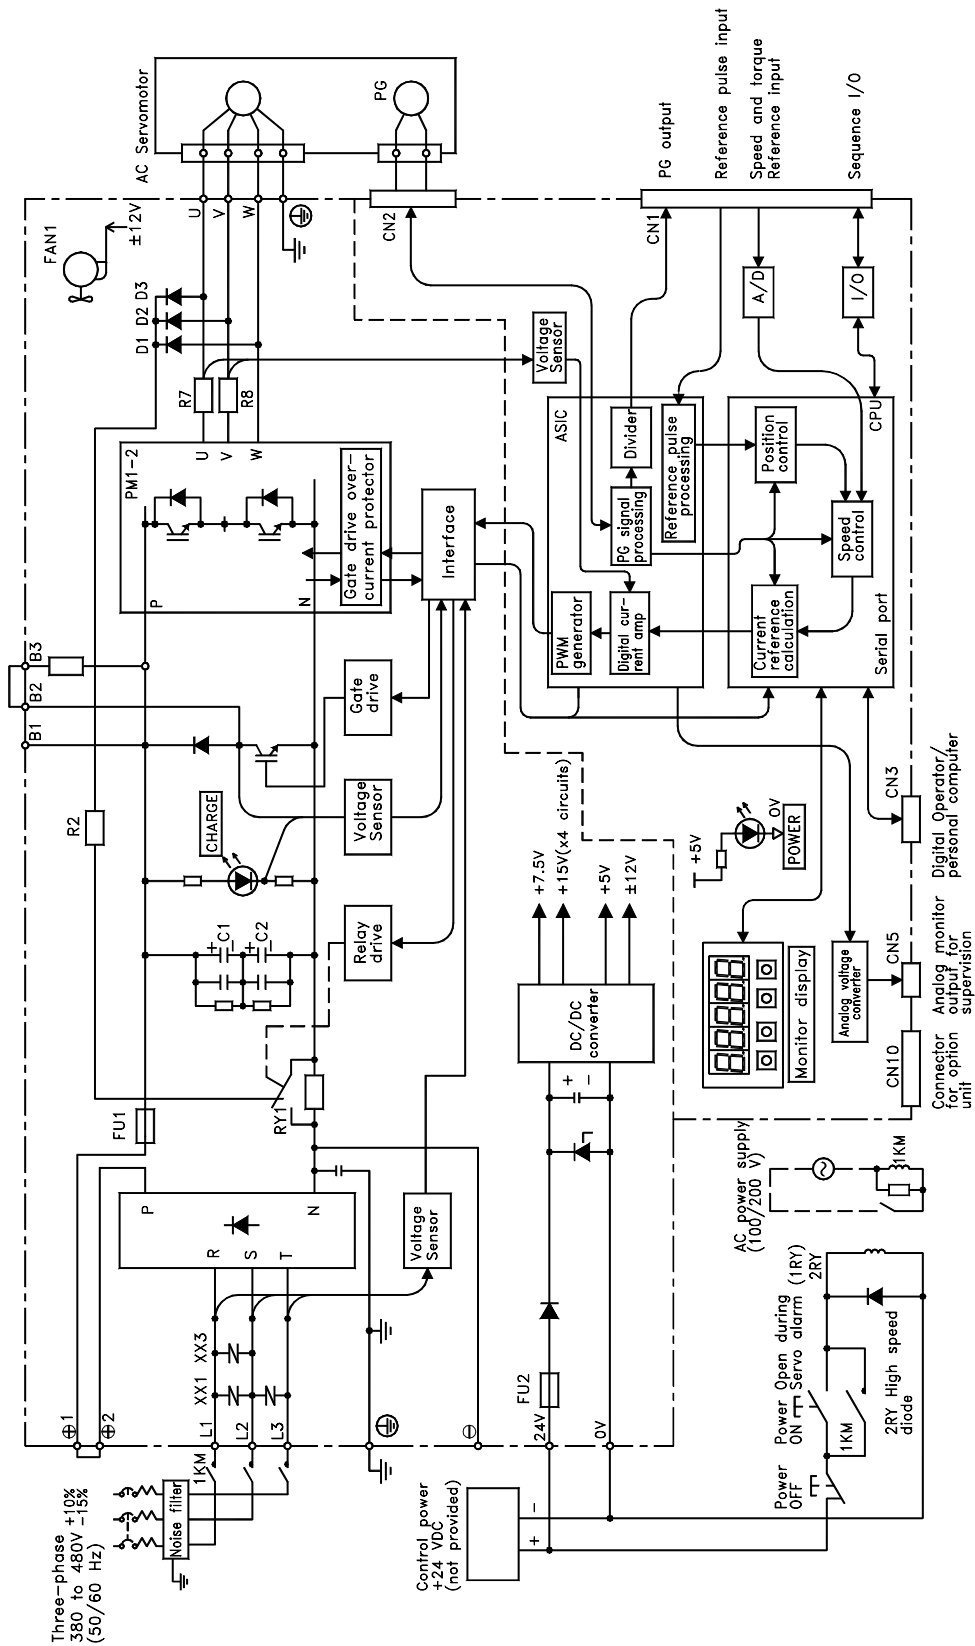 Three-phase
380 to 480V +10%
−15%
(50/60 Hz)
Noise filter
1KM
L1
L2
L3
XX1
XX3
⊕1
⊕2
⊖
R
S
T
P
N
Voltage
Sensor
FU1
RY1
R2
Relay
drive
C1
C2
+
−
+
−
CHARGE
Voltage
Sensor
Gate
drive
B1
B2
B3
P
N
PM1-2
U
V
W
Gate drive over-
current protector
Interface
R7
R8
D1
D2
D3
FAN1
±12V
U
V
W
AC Servomotor
PG
CN2
Voltage
Sensor
CN1
PG output
Reference pulse input
Speed and torque
Reference input
Sequence I/O
A/D
I/O
ASIC
Divider
PG signal
processing
Reference pulse
processing
PWM
generator
Digital cur-
rent amp
CPU
Position
control
Speed
control
Current
reference
calculation
Serial port
Control power
+24 VDC
(not provided)
+
−
24V
0V
FU2
+
−
DC/DC
converter
+7.5V
+15V(x4 circuits)
+5V
±12V
+5V
0V
POWER
Monitor display
Analog voltage
converter
CN3
Digital Operator/
personal computer
CN5
Analog monitor
output for
supervision
CN10
Connector
for option
unit
AC power supply
(100/200 V)
1KM
Power
OFF
Power
ON
Open during
Servo alarm
(1RY)
2RY
1KM
2RY High speed
diode